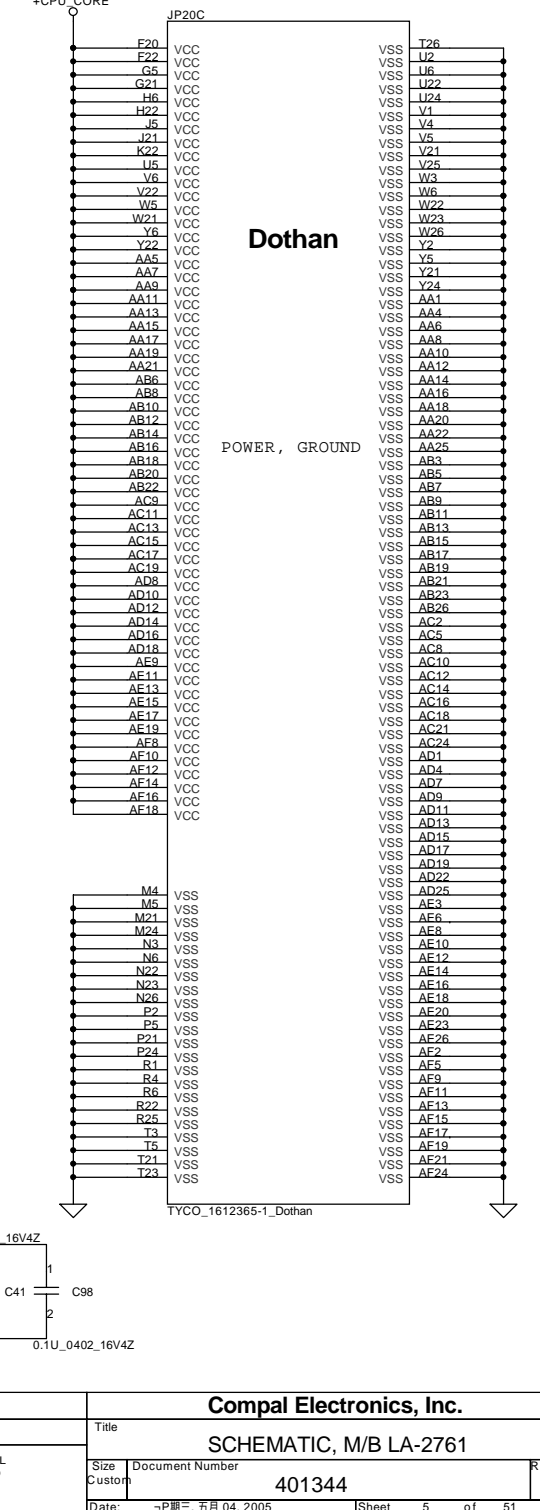 +CPU_CORE
JP20C
F20 VCC VSS T26
F22 VCC VSS U2
G5 VCC VSS U6
G21 VCC VSS U22
H6 VCC VSS U24
H22 VCC VSS V1
J5 VCC VSS V4
J21 VCC VSS V5
K22 VCC VSS V21
U5 VCC VSS V25
V6 VCC VSS W3
V22 VCC VSS W6
W5 VCC VSS W22
W21 VCC VSS W23
Y6 VCC VSS W26
Dothan
Y22 VCC VSS Y2
AA5 VCC VSS Y5
AA7 VCC VSS Y21
AA9 VCC VSS Y24
AA11 VCC VSS AA1
AA13 VCC VSS AA4
AA15 VCC VSS AA6
AA17 VCC VSS AA8
AA19 VCC VSS AA10
AA21 VCC VSS AA12
AB6 VCC VSS AA14
AB8 VCC VSS AA16
AB10 VCC VSS AA18
AB12 VCC VSS AA20
AB14 VCC VSS AA22
AB16 VCC POWER, GROUND VSS AA25
AB18 VCC VSS AB3
AB20 VCC VSS AB5
AB22 VCC VSS AB7
AC9 VCC VSS AB9
AC11 VCC VSS AB11
AC13 VCC VSS AB13
AC15 VCC VSS AB15
AC17 VCC VSS AB17
AC19 VCC VSS AB19
AD8 VCC VSS AB21
AD10 VCC VSS AB23
AD12 VCC VSS AB26
AD14 VCC VSS AC2
AD16 VCC VSS AC5
AD18 VCC VSS AC8
AE9 VCC VSS AC10
AE11 VCC VSS AC12
AE13 VCC VSS AC14
AE15 VCC VSS AC16
AE17 VCC VSS AC18
AE19 VCC VSS AC21
AF8 VCC VSS AC24
AF10 VCC VSS AD1
AF12 VCC VSS AD4
AF14 VCC VSS AD7
AF16 VCC VSS AD9
AF18 VCC VSS AD11
VSS AD13
VSS AD15
VSS AD17
VSS AD19
VSS AD22
M4 VSS VSS AD25
M5 VSS VSS AE3
M21 VSS VSS AE6
M24 VSS VSS AE8
N3 VSS VSS AE10
N6 VSS VSS AE12
N22 VSS VSS AE14
N23 VSS VSS AE16
N26 VSS VSS AE18
P2 VSS VSS AE20
P5 VSS VSS AE23
P21 VSS VSS AE26
P24 VSS VSS AF2
R1 VSS VSS AF5
R4 VSS VSS AF9
R6 VSS VSS AF11
R22 VSS VSS AF13
R25 VSS VSS AF15
T3 VSS VSS AF17
T5 VSS VSS AF19
T21 VSS VSS AF21
T23 VSS VSS AF24
TYCO_1612365-1_Dothan
_16V4Z
1
C41 C98
2
0.1U_0402_16V4Z
Compal Electronics, Inc.
Title
SCHEMATIC, M/B LA-2761
Size Document Number R
Custom 401344
Date: 期三, 五月 04, 2005 Sheet 5 of 51